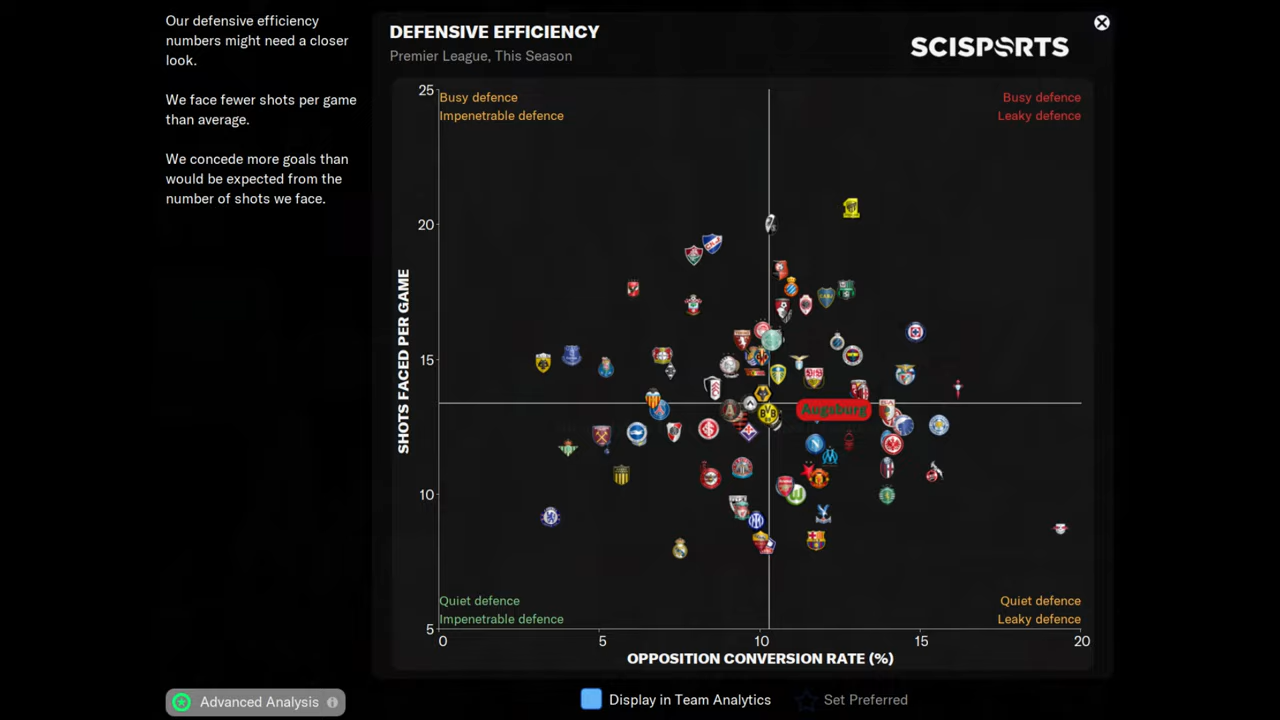 Our defensive efficiency
numbers might need a closer
look.
We face fewer shots per game
than average.
We concede more goals than
would be expected from the
number of shots we face.
DEFENSIVE EFFICIENCY
Premier League, This Season
SCISPORTS
25
Busy defence
Impenetrable defence
Busy defence
Leaky defence
20
15
10
5
SHOTS FACED PER GAME
Augsburg
Quiet defence
Impenetrable defence
Quiet defence
Leaky defence
0
5
10
15
20
OPPOSITION CONVERSION RATE (%)
Advanced Analysis
Display in Team Analytics
Set Preferred